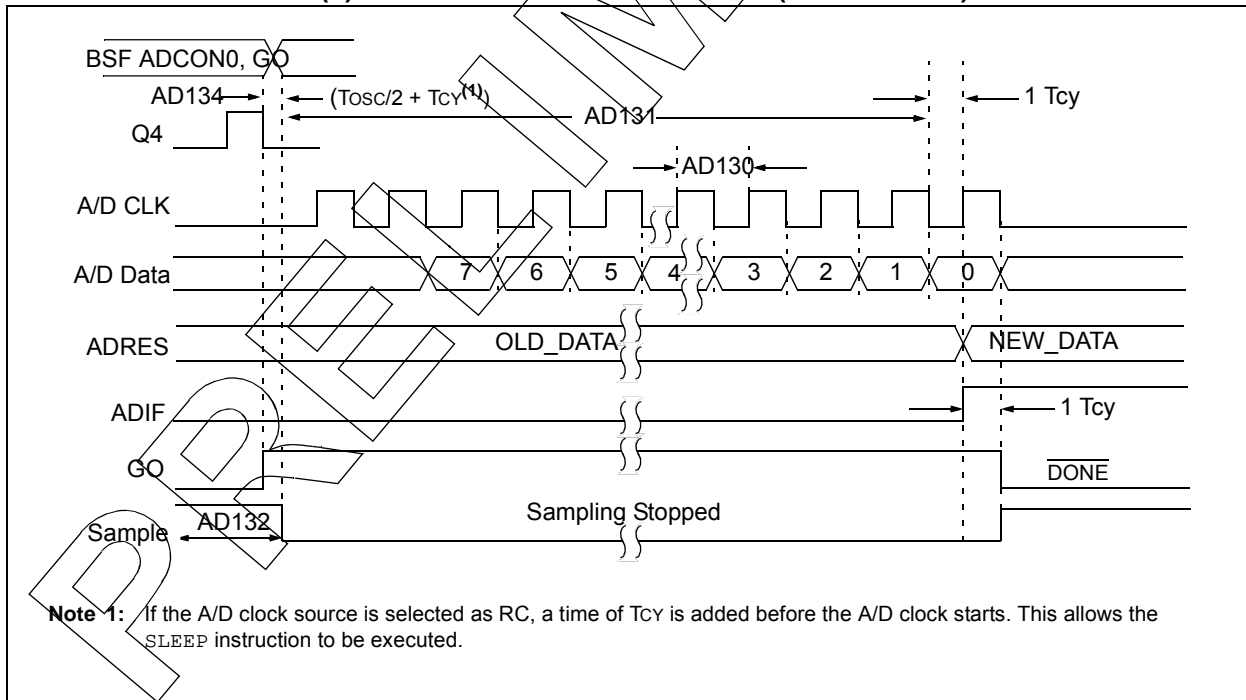 BSF ADCON0, GO
AD134
(TOSC/2 + TCY(1))
AD131
1 Tcy
Q4
AD130
A/D CLK
A/D Data
7 6 5 4 3 2 1 0
ADRES
OLD_DATA
NEW_DATA
ADIF
1 Tcy
GO
DONE
Sample
AD132
Sampling Stopped
Note 1: If the A/D clock source is selected as RC, a time of TCY is added before the A/D clock starts. This allows the
SLEEP instruction to be executed.